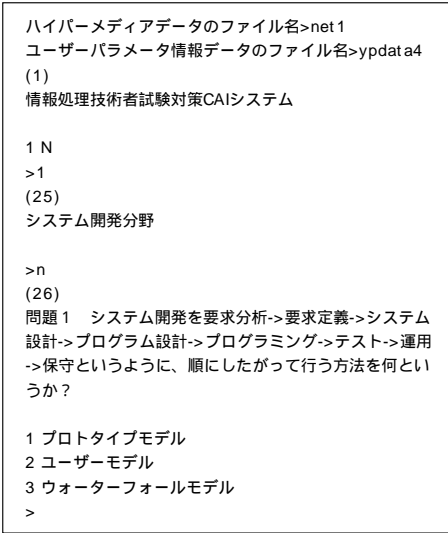 ハイパーメディアデータのファイル名>net1
ユーザーパラメータ情報データのファイル名>ypdata4
(1)
情報処理技術者試験対策CAIシステム
1 N
>1
(25)
システム開発分野
>n
(26)
問題1　システム開発を要求分析->要求定義->システム
設計->プログラム設計->プログラミング->テスト->運用
->保守というように、順にしたがって行う方法を何とい
うか？
1 プロトタイプモデル
2 ユーザーモデル
3 ウォーターフォールモデル
>